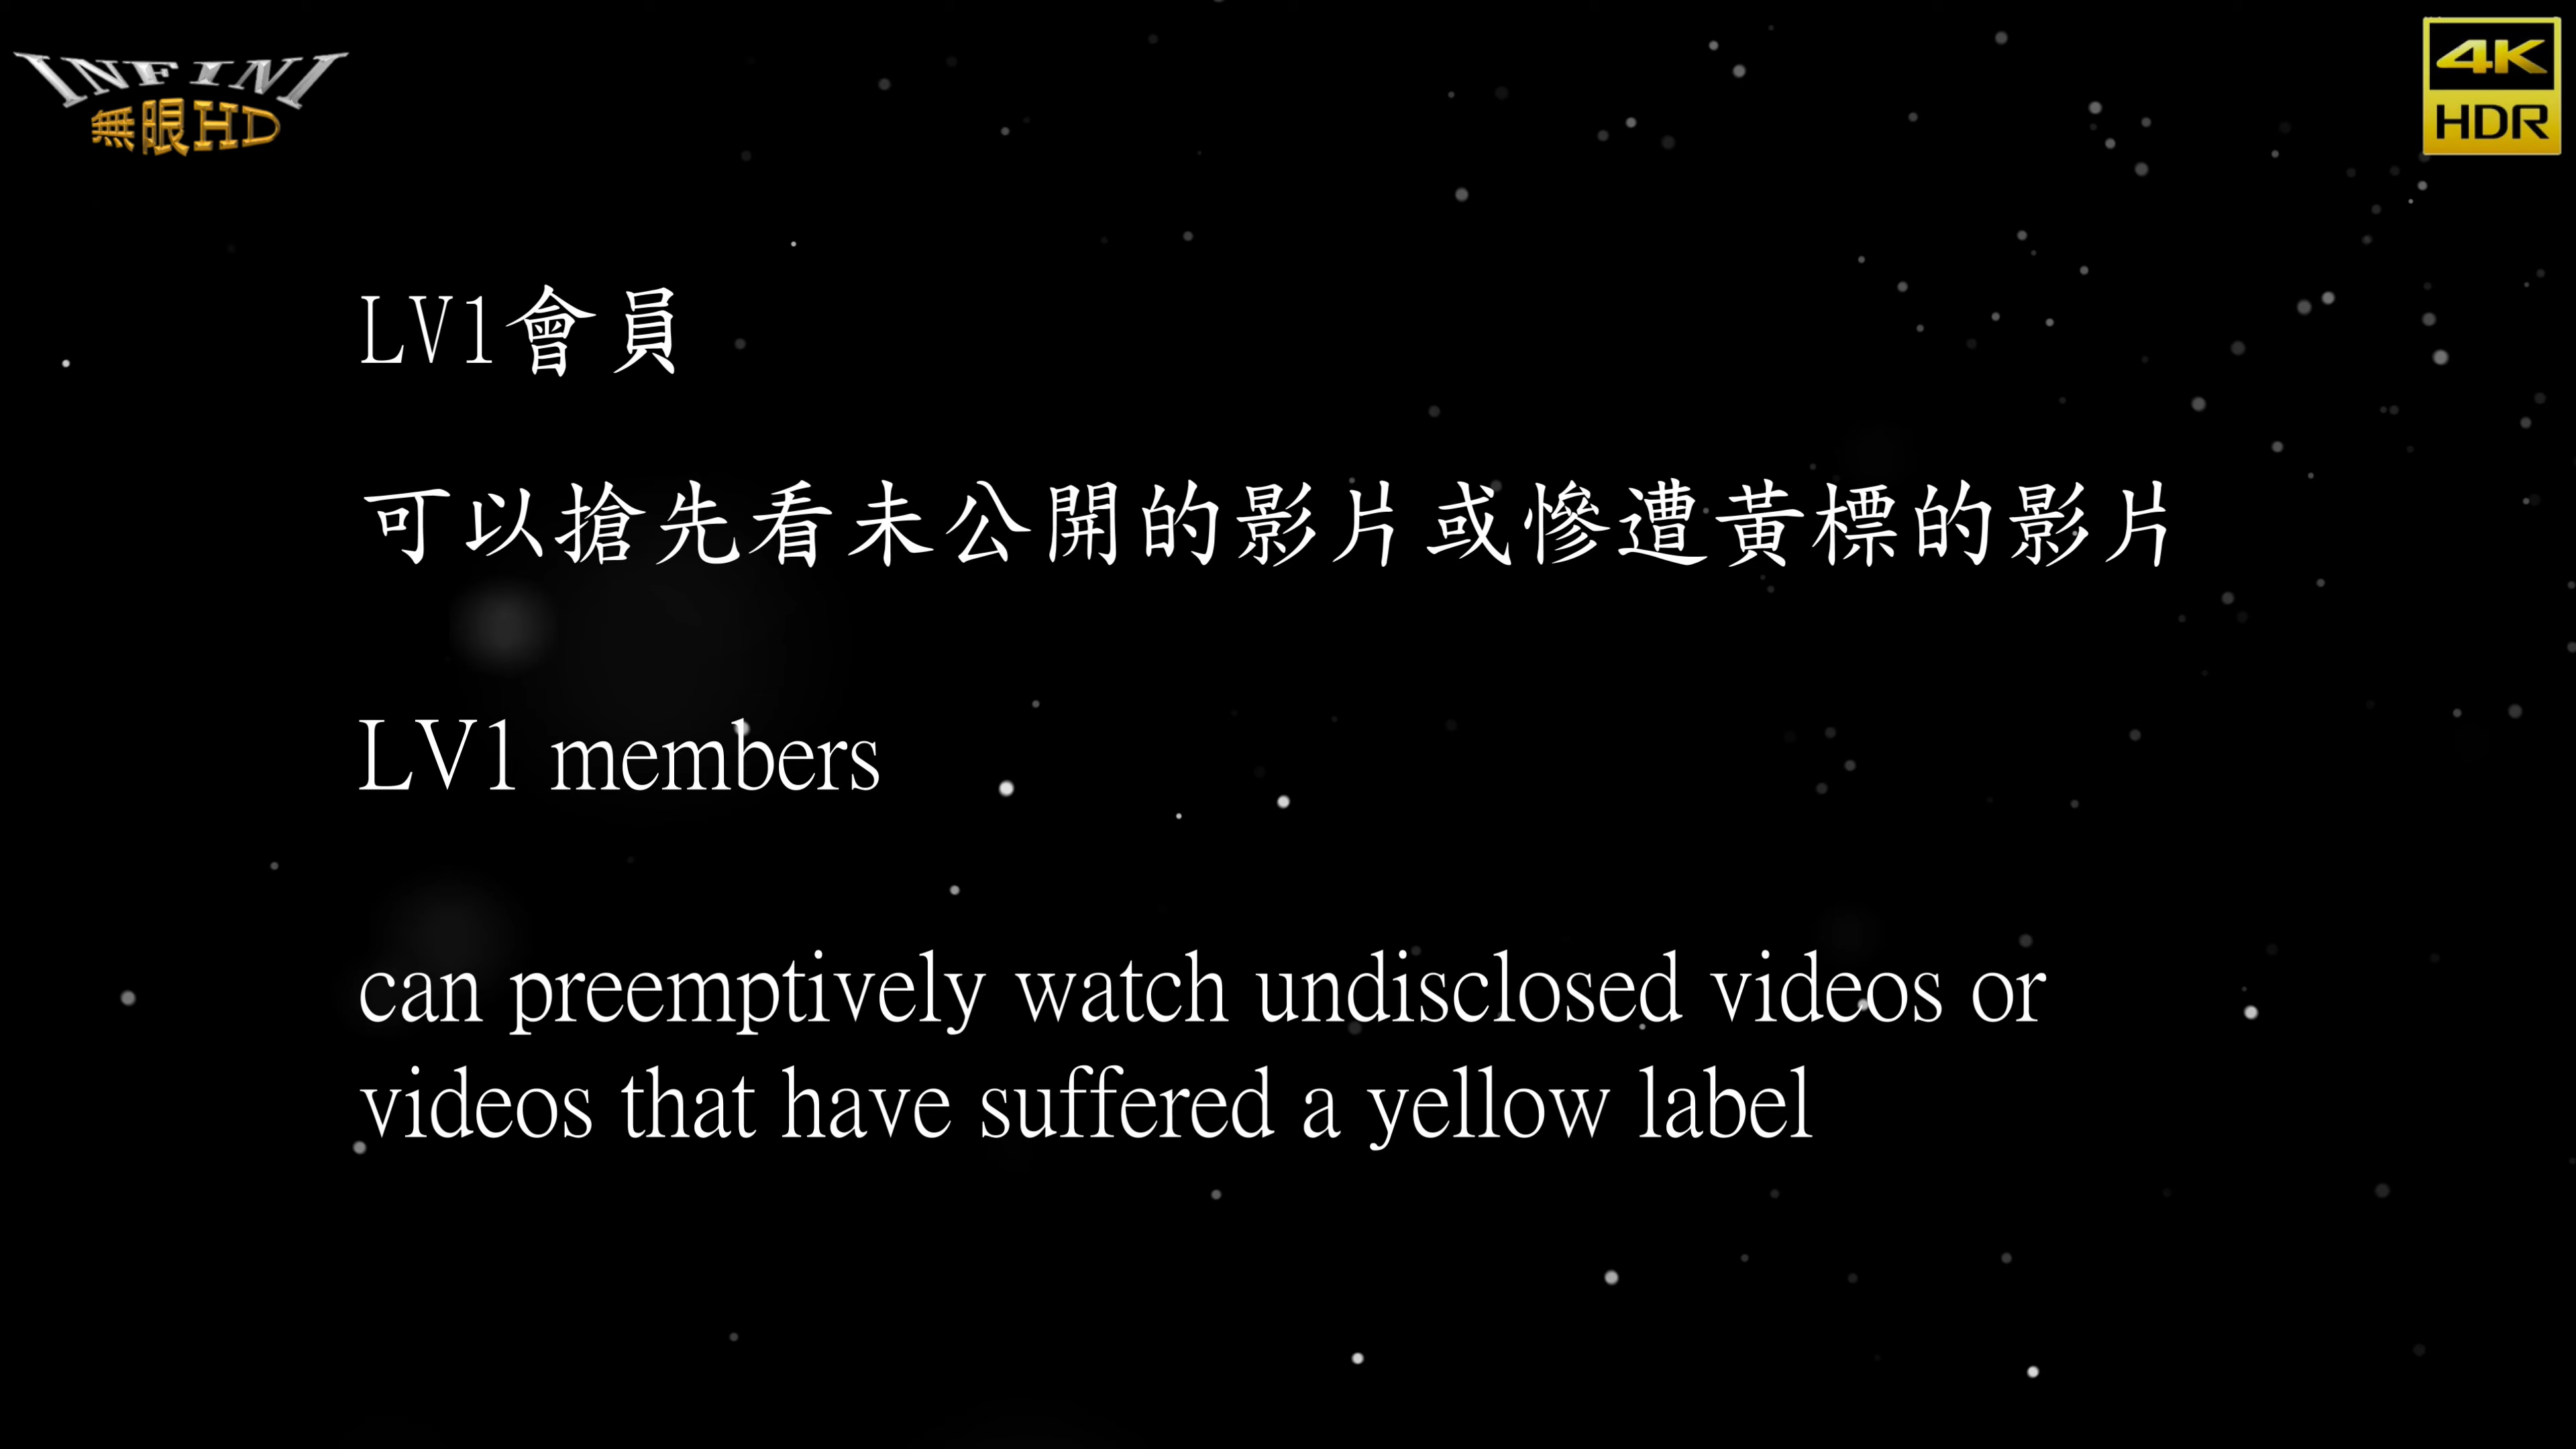 INFINI
無限HD
4K
HDR
LV1會員
可以搶先看未公開的影片或慘遭黃標的影片
LV1 members
can preemptively watch undisclosed videos or
videos that have suffered a yellow label